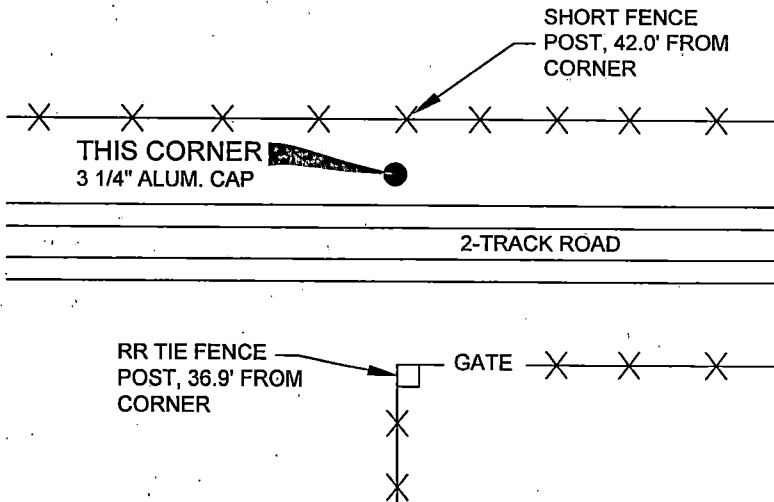 SHORT FENCE
POST, 42.0' FROM
CORNER
THIS CORNER
3 1/4" ALUM. CAP
2-TRACK ROAD
RR TIE FENCE
POST, 36.9' FROM
CORNER
GATE